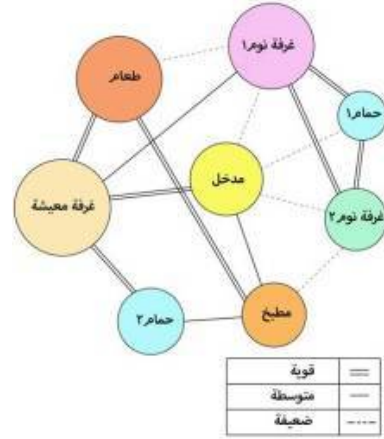 غرفة نوم١
طعام
حمام١
مدخل
غرفة معيشة
غرفة نوم٢
مطبخ
حمام٢
قوية
متوسطة
ضعيفة